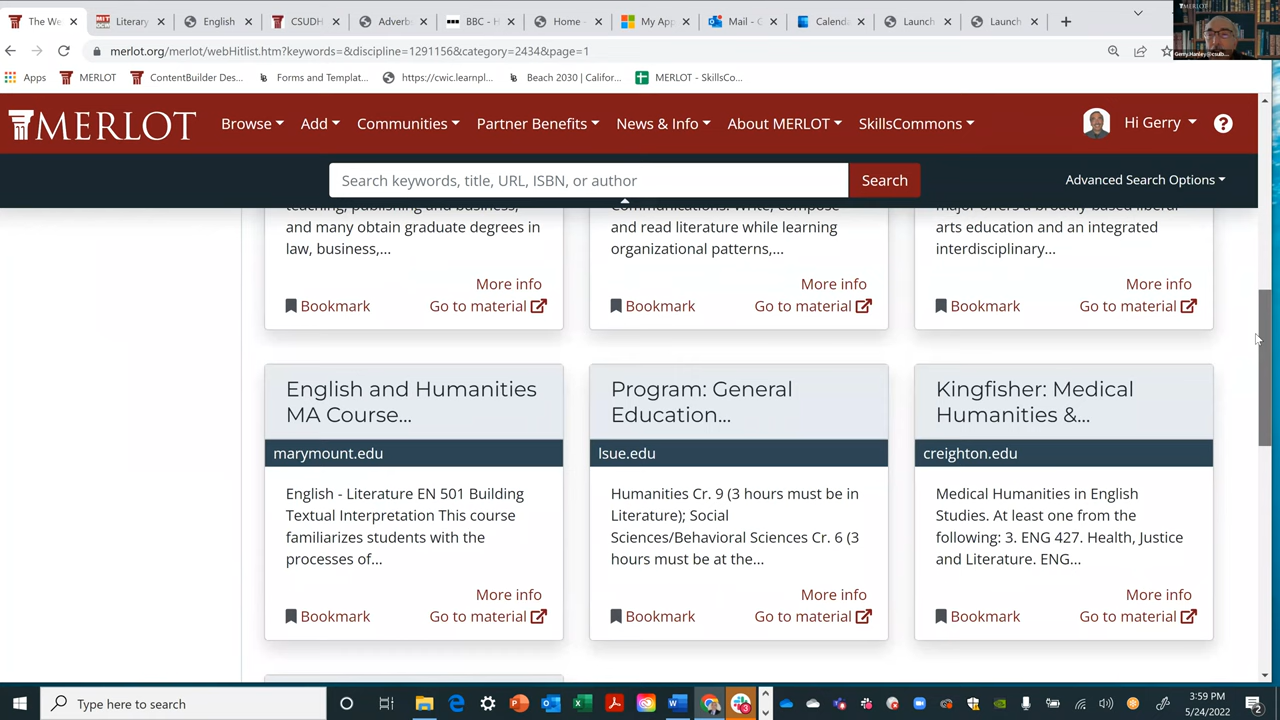 The We
Literary
English
CSUDH
Adverb
BBC - H
Home -
My App
Mail - G
Calenda
Launch
Launch
merlot.org/merlot/webHitlist.htm?keywords=&discipline=1291156&category=2434&page=1
MERLOT
Gerry.Hanley@csulb....
Apps
MERLOT
ContentBuilder Des...
Forms and Templat...
https://cwic.learnpl...
Beach 2030 | Califor...
MERLOT - SkillsCo...
MERLOT
Browse
Add
Communities
Partner Benefits
News & Info
About MERLOT
SkillsCommons
Hi Gerry
?
Search keywords, title, URL, ISBN, or author
Search
Advanced Search Options
teaching, publishing and business,
and many obtain graduate degrees in
law, business,...
More info
Bookmark
Go to material
Communications. Write, compose
and read literature while learning
organizational patterns,...
More info
Bookmark
Go to material
major offers a broadly based liberal
arts education and an integrated
interdisciplinary...
More info
Bookmark
Go to material
English and Humanities
MA Course...
marymount.edu
English - Literature EN 501 Building
Textual Interpretation This course
familiarizes students with the
processes of...
More info
Bookmark
Go to material
Program: General
Education...
lsue.edu
Humanities Cr. 9 (3 hours must be in
Literature); Social
Sciences/Behavioral Sciences Cr. 6 (3
hours must be at the...
More info
Bookmark
Go to material
Kingfisher: Medical
Humanities &...
creighton.edu
Medical Humanities in English
Studies. At least one from the
following: 3. ENG 427. Health, Justice
and Literature. ENG...
More info
Bookmark
Go to material
Type here to search
3:59 PM
5/24/2022
2